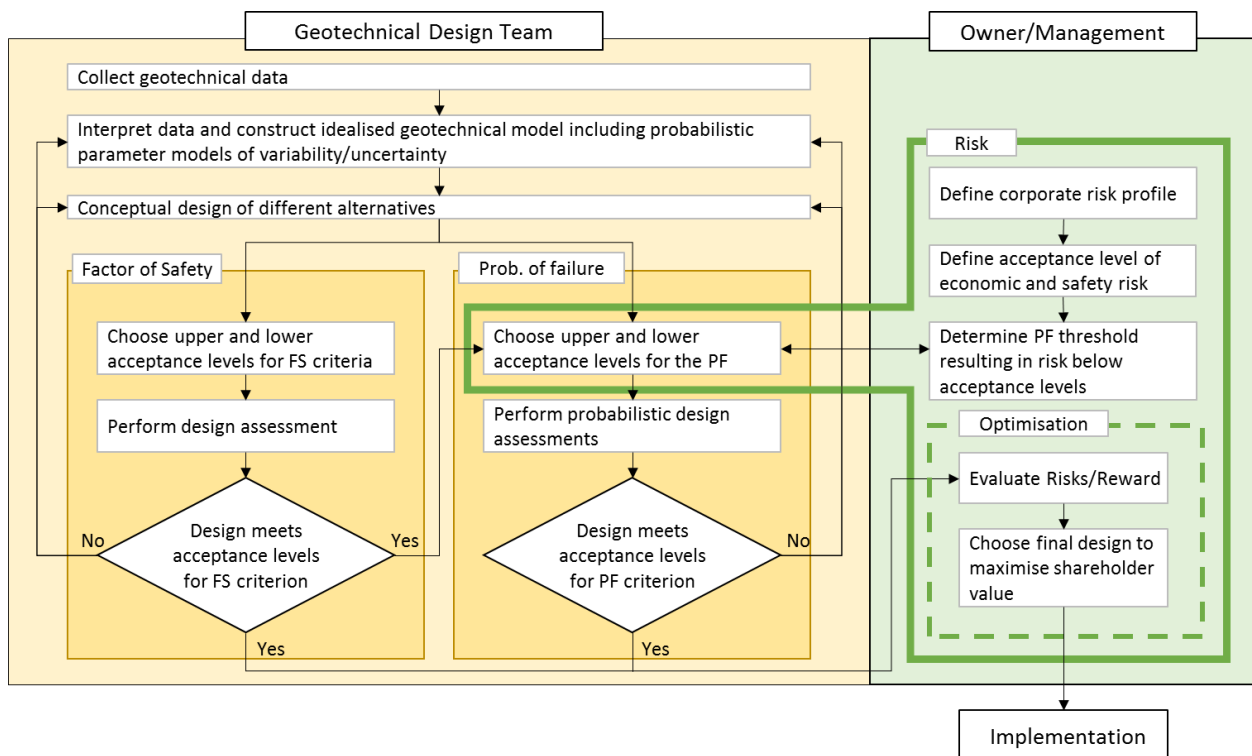 Geotechnical Design Team
Owner/Management
Collect geotechnical data
Interpret data and construct idealised geotechnical model including probabilistic
parameter models of variability/uncertainty
Conceptual design of different alternatives
Factor of Safety
Choose upper and lower
acceptance levels for FS criteria
Perform design assessment
Design meets
acceptance levels
for FS criterion
No
Yes
Yes
Prob. of failure
Choose upper and lower
acceptance levels for the PF
Perform probabilistic design
assessments
Design meets
acceptance levels
for PF criterion
No
Yes
Risk
Define corporate risk profile
Define acceptance level of
economic and safety risk
Determine PF threshold
resulting in risk below
acceptance levels
Optimisation
Evaluate Risks/Reward
Choose final design to
maximise shareholder
value
Implementation